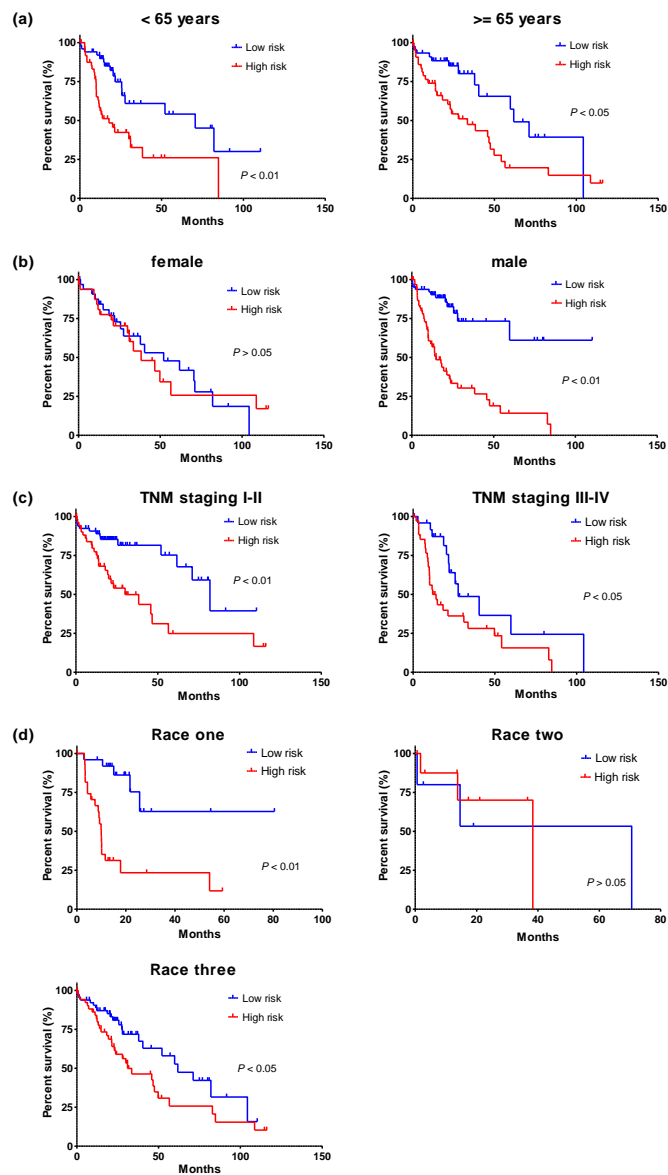 (a)
< 65 years
Percent survival (%)
100
75
50
25
0
0 50 100 150
Months
Low risk
High risk
P < 0.01
>= 65 years
Percent survival (%)
100
75
50
25
0
0 50 100 150
Months
Low risk
High risk
P < 0.05
(b)
female
Percent survival (%)
100
75
50
25
0
0 50 100 150
Months
Low risk
High risk
P > 0.05
male
Percent survival (%)
100
75
50
25
0
0 50 100 150
Months
Low risk
High risk
P < 0.01
(c)
TNM staging I-II
Percent survival (%)
100
75
50
25
0
0 50 100 150
Months
Low risk
High risk
P < 0.01
TNM staging III-IV
Percent survival (%)
100
75
50
25
0
0 50 100 150
Months
Low risk
High risk
P < 0.05
(d)
Race one
Percent survival (%)
100
75
50
25
0
0 20 40 60 80 100
Months
Low risk
High risk
P < 0.01
Race two
Percent survival (%)
100
75
50
25
0
0 20 40 60 80
Months
Low risk
High risk
P > 0.05
Race three
Percent survival (%)
100
75
50
25
0
0 50 100 150
Months
Low risk
High risk
P < 0.05